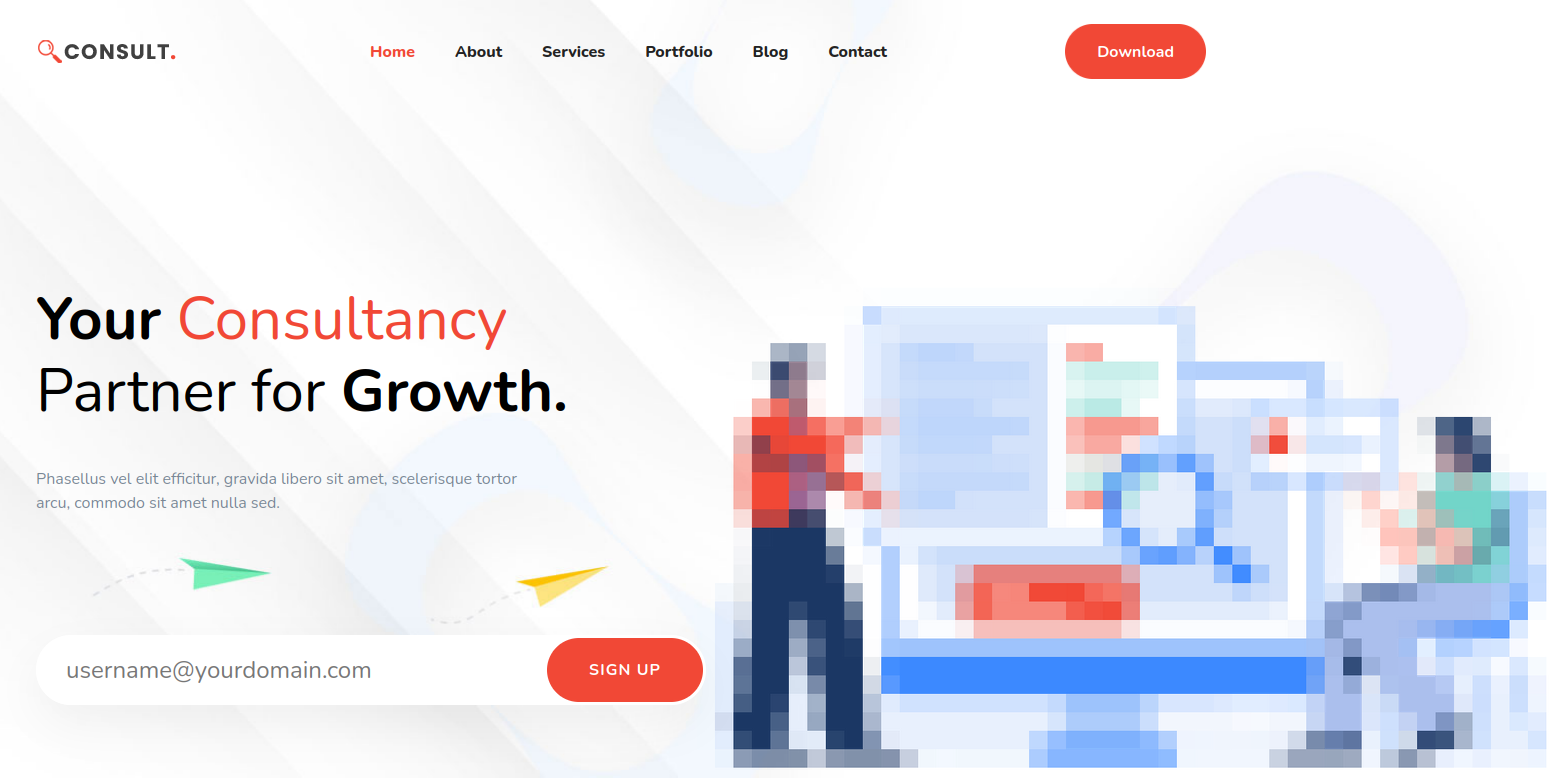 CONSULT.
Home About Services Portfolio Blog Contact
Download
Your Consultancy
Partner for Growth.
Phasellus vel elit efficitur, gravida libero sit amet, scelerisque tortor
arcu, commodo sit amet nulla sed.
username@yourdomain.com
SIGN UP